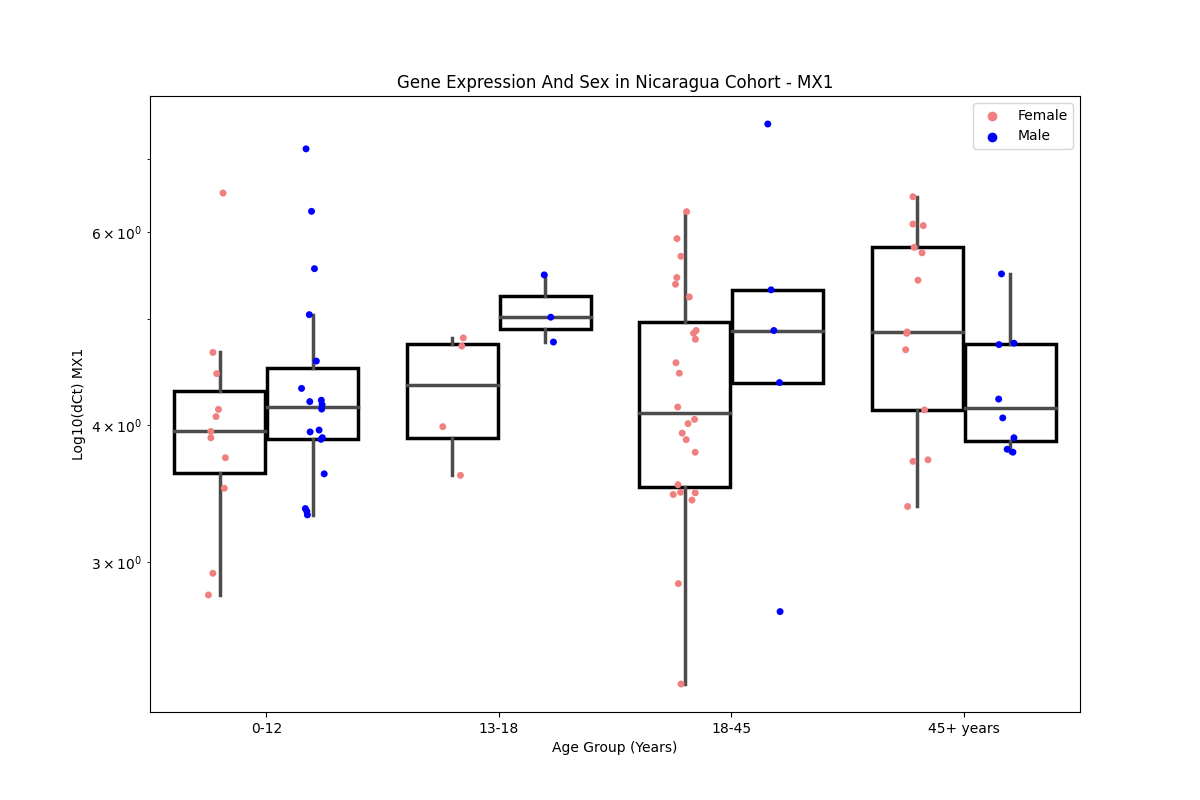 Gene Expression And Sex in Nicaragua Cohort - MX1
Female
Male
6 × 10⁰
4 × 10⁰
3 × 10⁰
Log10(dCt) MX1
0-12
13-18
18-45
45+ years
Age Group (Years)